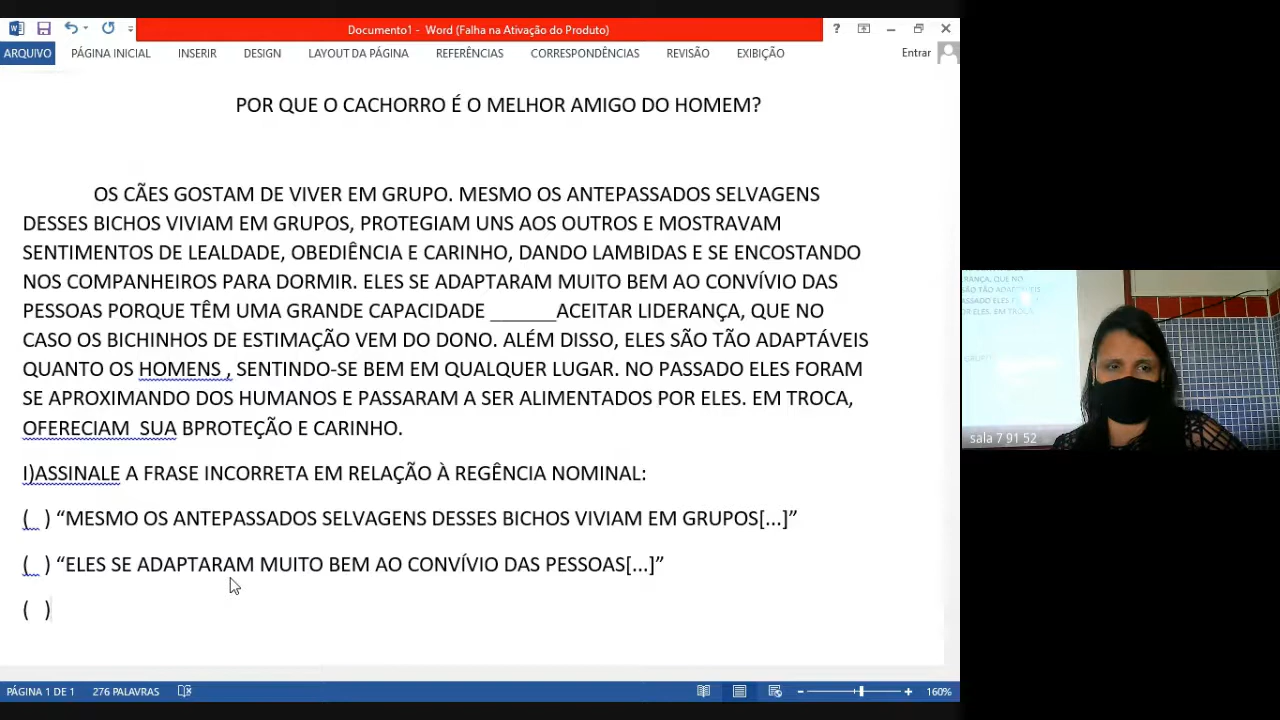 Documento1 - Word (Falha na Ativação do Produto)
ARQUIVO PÁGINA INICIAL INSERIR DESIGN LAYOUT DA PÁGINA REFERÊNCIAS CORRESPONDÊNCIAS REVISÃO EXIBIÇÃO Entrar
POR QUE O CACHORRO É O MELHOR AMIGO DO HOMEM?
OS CÃES GOSTAM DE VIVER EM GRUPO. MESMO OS ANTEPASSADOS SELVAGENS
DESSES BICHOS VIVIAM EM GRUPOS, PROTEGIAM UNS AOS OUTROS E MOSTRAVAM
SENTIMENTOS DE LEALDADE, OBEDIÊNCIA E CARINHO, DANDO LAMBIDAS E SE ENCOSTANDO
NOS COMPANHEIROS PARA DORMIR. ELES SE ADAPTARAM MUITO BEM AO CONVÍVIO DAS
PESSOAS PORQUE TÊM UMA GRANDE CAPACIDADE ______ACEITAR LIDERANÇA, QUE NO
CASO OS BICHINHOS DE ESTIMAÇÃO VEM DO DONO. ALÉM DISSO, ELES SÃO TÃO ADAPTÁVEIS
QUANTO OS HOMENS , SENTINDO-SE BEM EM QUALQUER LUGAR. NO PASSADO ELES FORAM
SE APROXIMANDO DOS HUMANOS E PASSARAM A SER ALIMENTADOS POR ELES. EM TROCA,
OFERECIAM SUA BPROTEÇÃO E CARINHO.
I)ASSINALE A FRASE INCORRETA EM RELAÇÃO À REGÊNCIA NOMINAL:
( ) “MESMO OS ANTEPASSADOS SELVAGENS DESSES BICHOS VIVIAM EM GRUPOS[...]”
( ) “ELES SE ADAPTARAM MUITO BEM AO CONVÍVIO DAS PESSOAS[...]”
( )
PÁGINA 1 DE 1 276 PALAVRAS 160%
sala 7 91 52